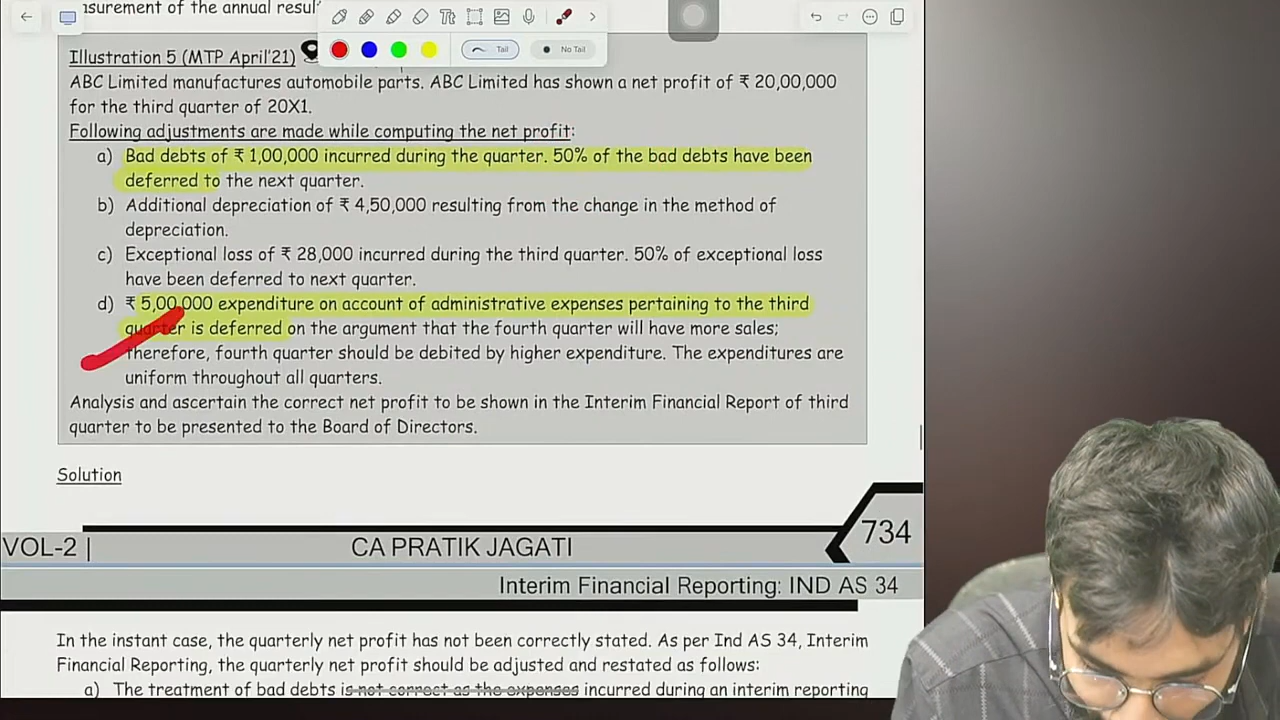 surement of the annual resul
Tail
No Tail
Illustration 5 (MTP April'21)
ABC Limited manufactures automobile parts. ABC Limited has shown a net profit of ₹ 20,00,000
for the third quarter of 20X1.
Following adjustments are made while computing the net profit:
a) Bad debts of ₹ 1,00,000 incurred during the quarter. 50% of the bad debts have been
deferred to the next quarter.
b) Additional depreciation of ₹ 4,50,000 resulting from the change in the method of
depreciation.
c) Exceptional loss of ₹ 28,000 incurred during the third quarter. 50% of exceptional loss
have been deferred to next quarter.
d) ₹ 5,00,000 expenditure on account of administrative expenses pertaining to the third
quarter is deferred on the argument that the fourth quarter will have more sales;
therefore, fourth quarter should be debited by higher expenditure. The expenditures are
uniform throughout all quarters.
Analysis and ascertain the correct net profit to be shown in the Interim Financial Report of third
quarter to be presented to the Board of Directors.
Solution
734
VOL-2 | CA PRATIK JAGATI
Interim Financial Reporting: IND AS 34
In the instant case, the quarterly net profit has not been correctly stated. As per Ind AS 34, Interim
Financial Reporting, the quarterly net profit should be adjusted and restated as follows:
a) The treatment of bad debts is not correct as the expenses incurred during an interim reporting